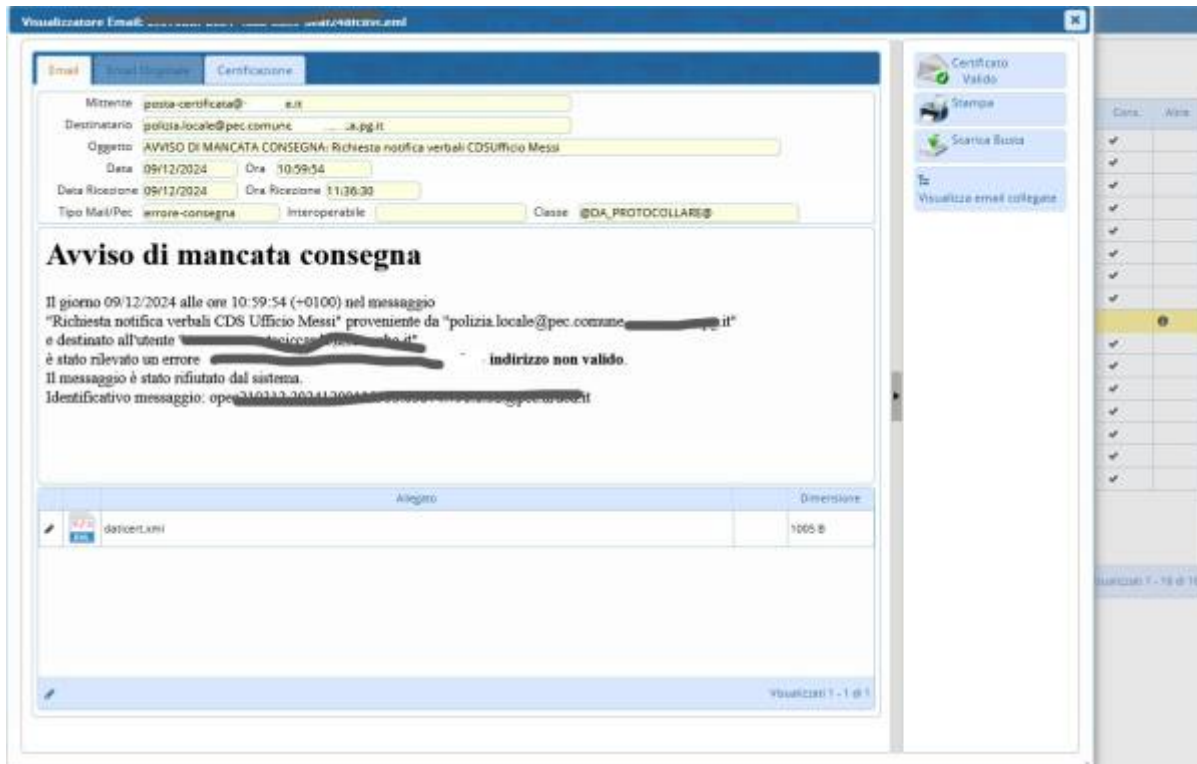 Visualizzatore Email:
Email
Certificazione
Mittente posta-certificata@ e.it
Destinatario polizia.locale@pec.comune .a.pg.it
Oggetto AVVISO DI MANCATA CONSEGNA: Richiesta notifica verbali CDSUfficio Messi
Data 09/12/2024 Ora 10:59:54
Data Ricezione 09/12/2024 Ora Ricezione 11:36:30
Tipo Mail/Pec errore-consegna Interoperabile Classe @DA_PROTOCOLLARE@
Avviso di mancata consegna
Il giorno 09/12/2024 alle ore 10:59:54 (+0100) nel messaggio
"Richiesta notifica verbali CDS Ufficio Messi" proveniente da "polizia.locale@pec.comune it"
e destinato all'utente
è stato rilevato un errore indirizzo non valido.
Il messaggio è stato rifiutato dal sistema.
Identificativo messaggio:
Allegato Dimensione
daticert.xml 1005 B
Visualizzati 1 - 1 di 1
Certificato
Valido
Stampa
Scarica Busta
Visualizza email collegate
Cons.